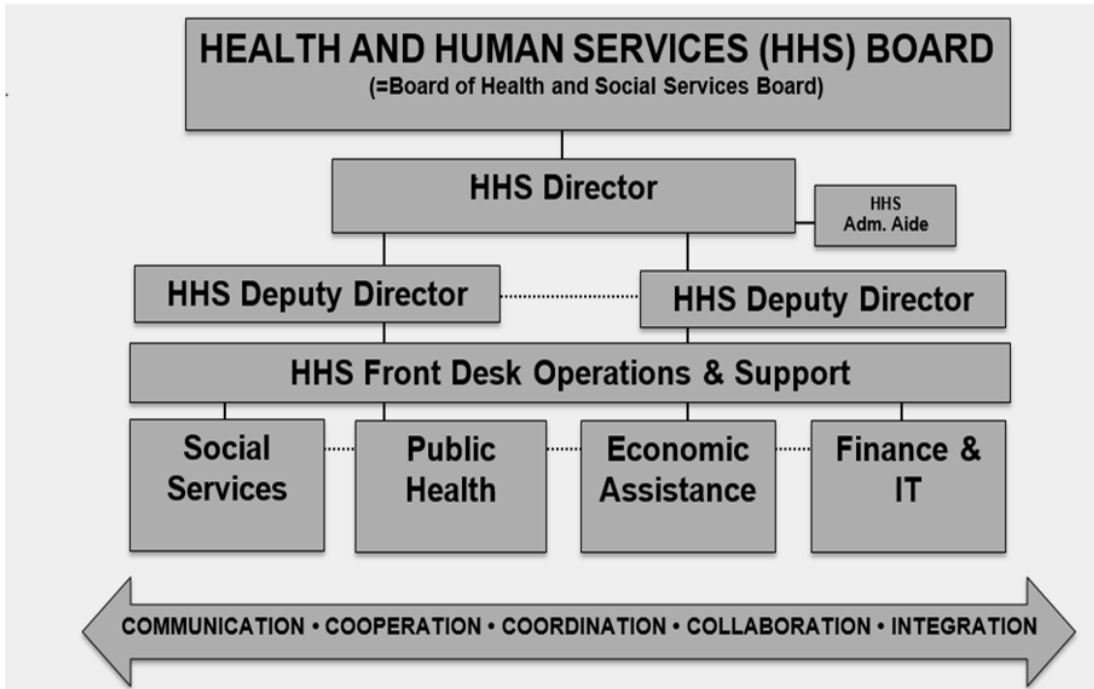 HEALTH AND HUMAN SERVICES (HHS) BOARD
(=Board of Health and Social Services Board)
HHS Director
HHS
Adm. Aide
HHS Deputy Director
HHS Deputy Director
HHS Front Desk Operations & Support
Social
Services
Public
Health
Economic
Assistance
Finance &
IT
COMMUNICATION • COOPERATION • COORDINATION • COLLABORATION • INTEGRATION